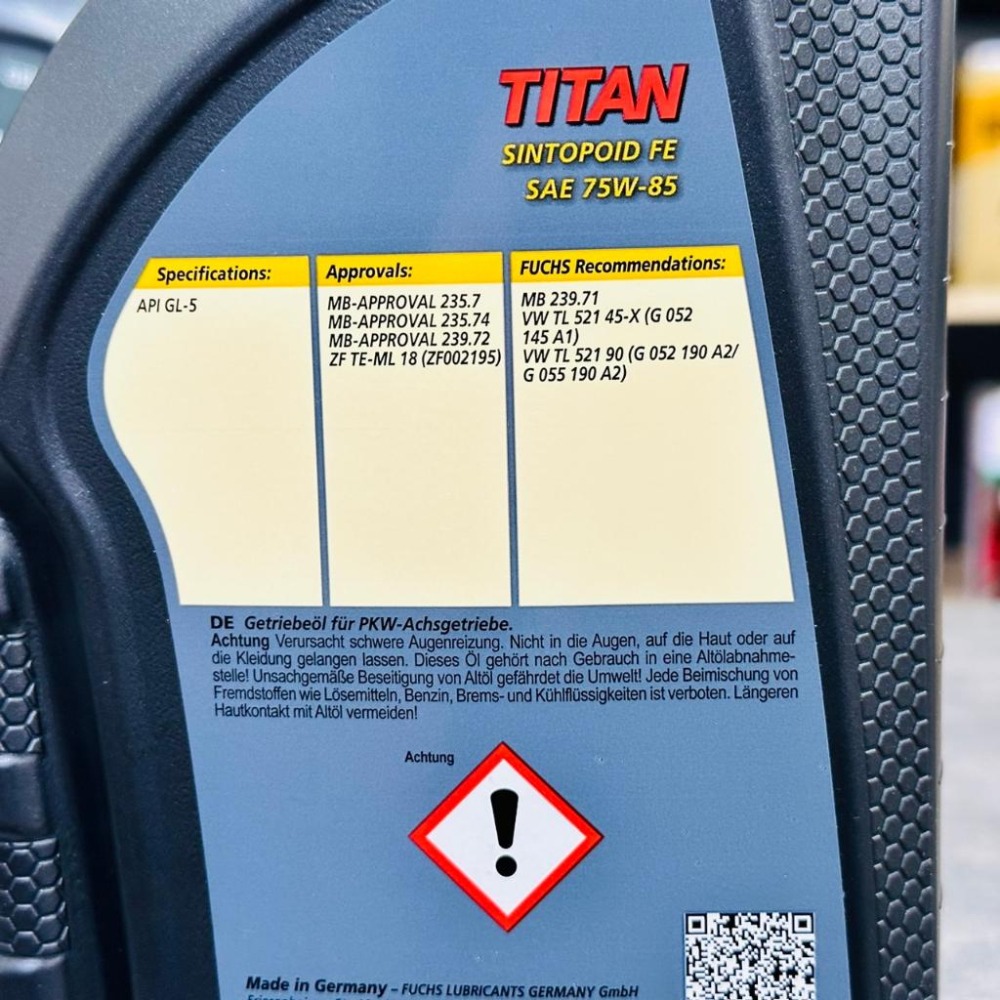 TITAN
SINTOPOID FE
SAE 75W-85
Specifications:
API GL-5
Approvals:
MB-APPROVAL 235.7
MB-APPROVAL 235.74
MB-APPROVAL 239.72
ZF TE-ML 18 (ZF002195)
FUCHS Recommendations:
MB 239.71
VW TL 521 45-X (G 052
145 A1)
VW TL 521 90 (G 052 190 A2/
G 055 190 A2)
DE Getriebeöl für PKW-Achsgetriebe.
Achtung Verursacht schwere Augenreizung. Nicht in die Augen, auf die Haut oder auf
die Kleidung gelangen lassen. Dieses Öl gehört nach Gebrauch in eine Altölabnahme-
stelle! Unsachgemäße Beseitigung von Altöl gefährdet die Umwelt! Jede Beimischung von
Fremdstoffen wie Lösemitteln, Benzin, Brems- und Kühlflüssigkeiten ist verboten. Längeren
Hautkontakt mit Altöl vermeiden!
Achtung
Made in Germany – FUCHS LUBRICANTS GERMANY GmbH